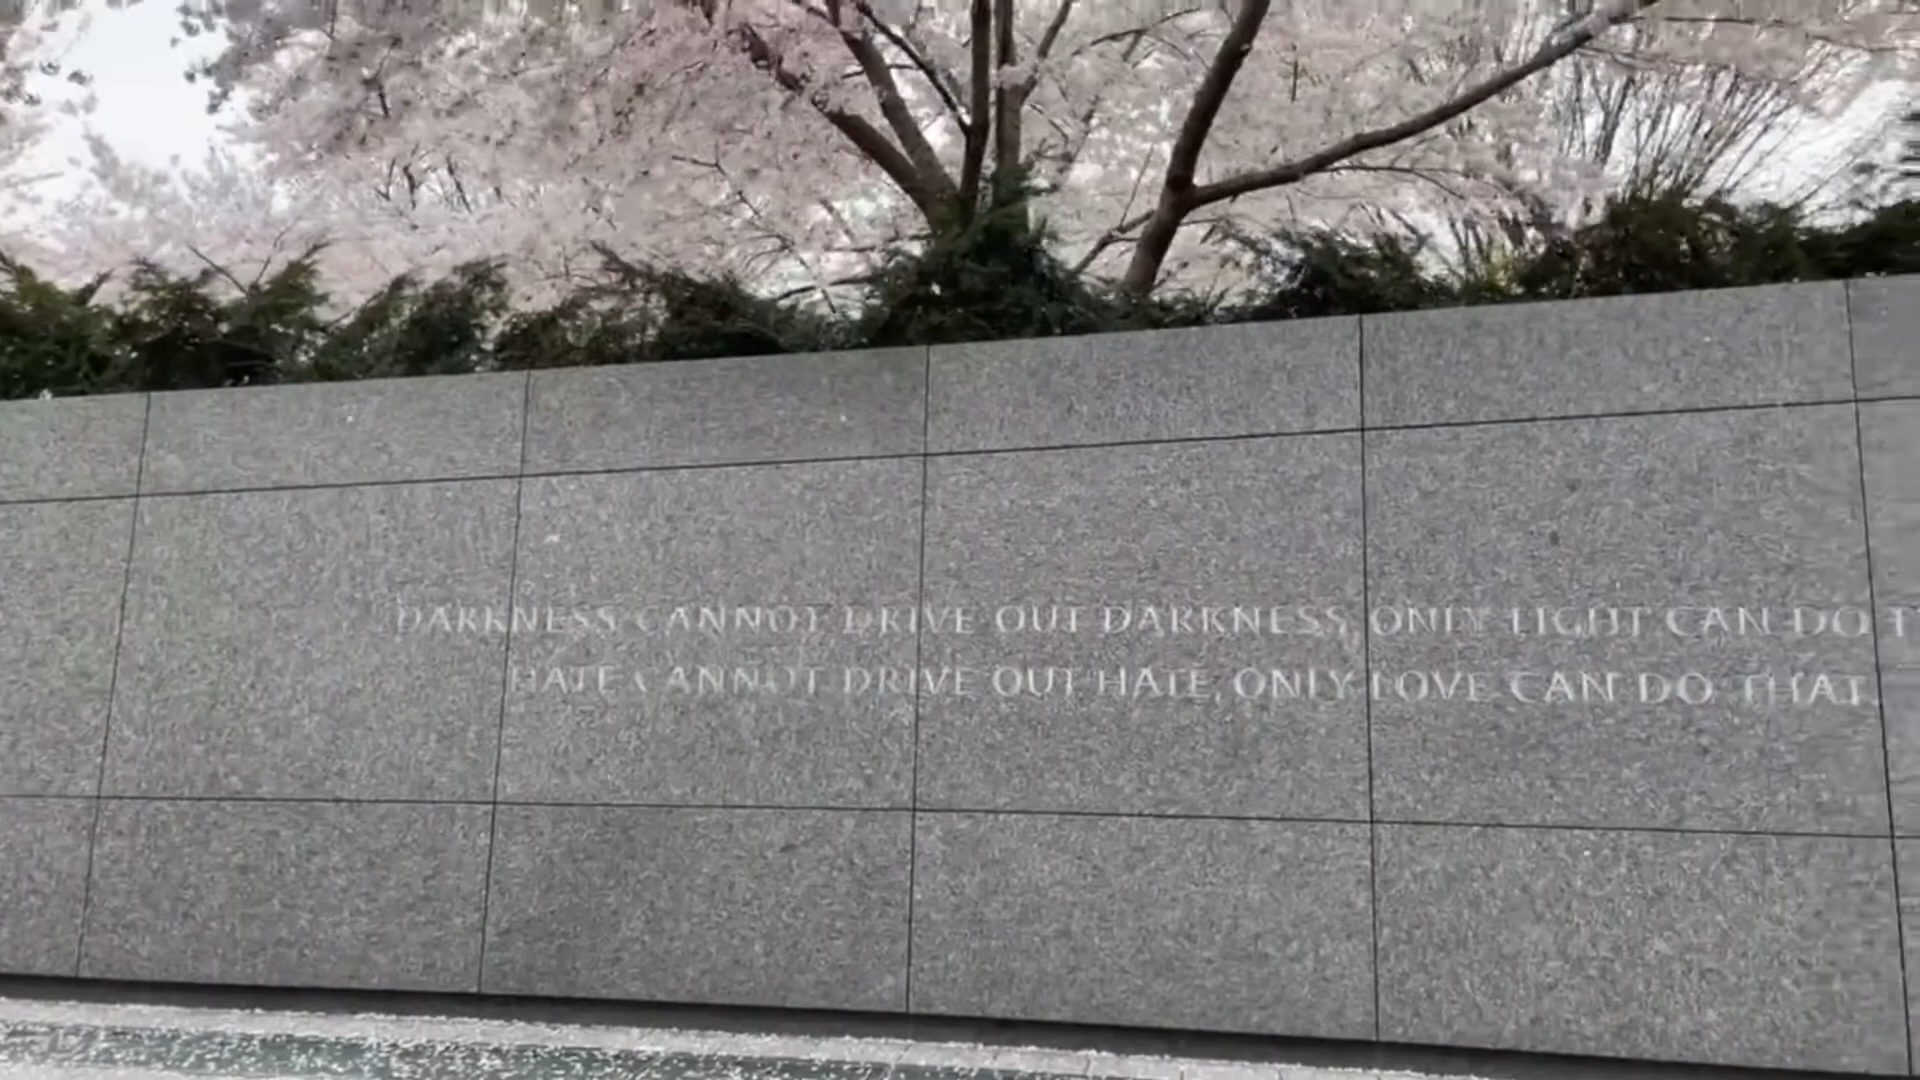 DARKNESS CANNOT DRIVE OUT DARKNESS, ONLY LIGHT CAN DO T
HATE CANNOT DRIVE OUT HATE, ONLY LOVE CAN DO THAT.